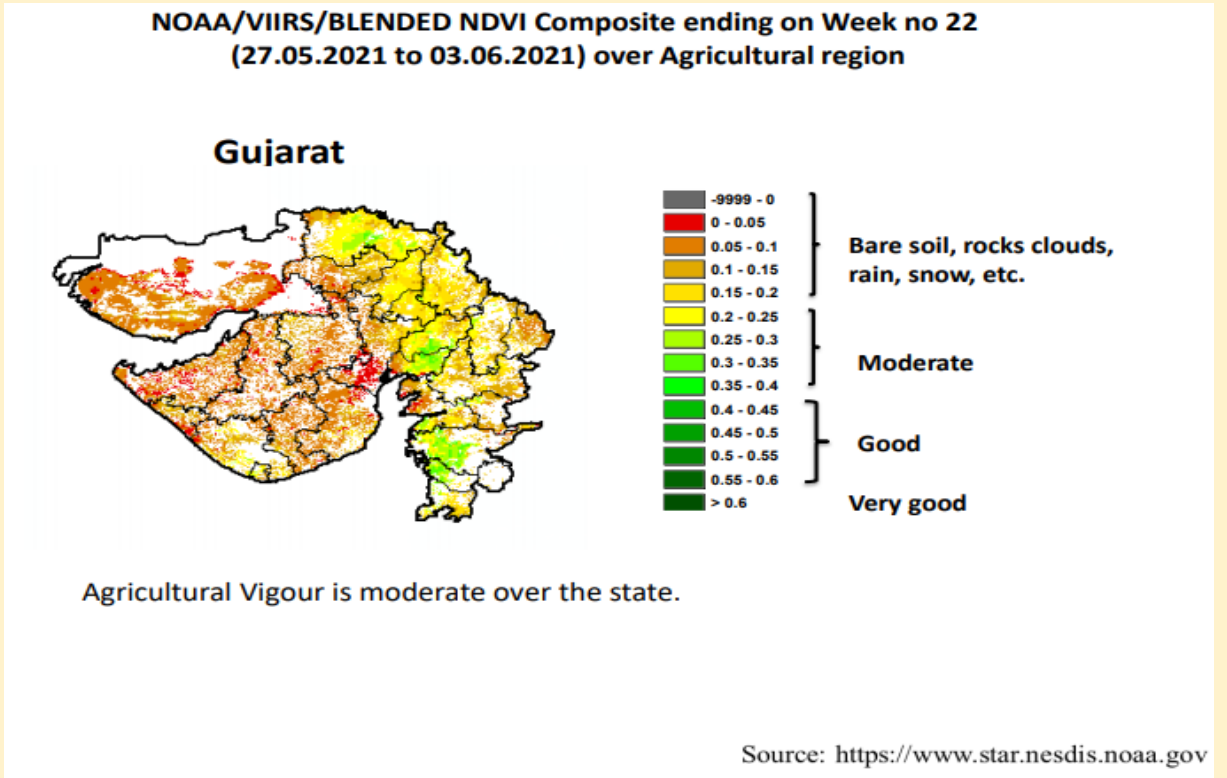 NOAA/VIIRS/BLENDED NDVI Composite ending on Week no 22
(27.05.2021 to 03.06.2021) over Agricultural region
Gujarat
-9999 - 0
0 - 0.05
0.05 - 0.1
0.1 - 0.15
0.15 - 0.2
0.2 - 0.25
0.25 - 0.3
0.3 - 0.35
0.35 - 0.4
0.4 - 0.45
0.45 - 0.5
0.5 - 0.55
0.55 - 0.6
> 0.6
Bare soil, rocks clouds,
rain, snow, etc.
Moderate
Good
Very good
Agricultural Vigour is moderate over the state.
Source: https://www.star.nesdis.noaa.gov